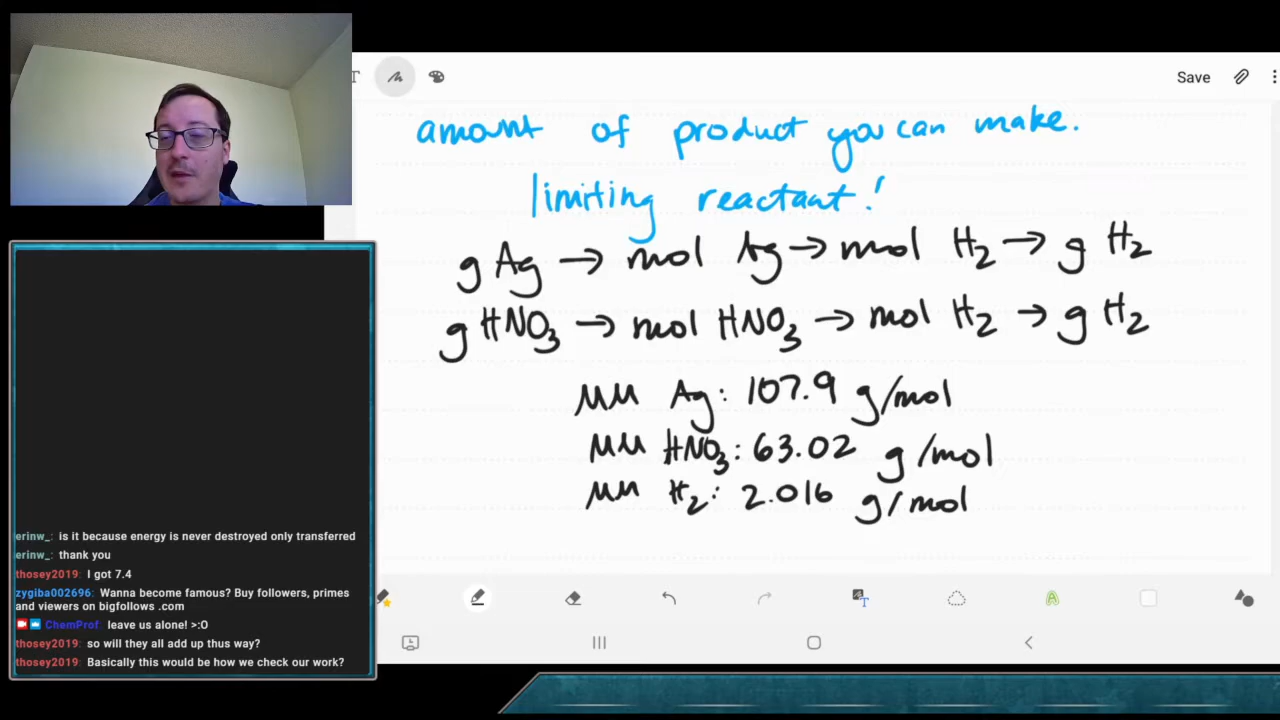 T
Save
amount of product you can make.
limiting reactant!
g Ag → mol Ag → mol H2 → g H2
g HNO3 → mol HNO3 → mol H2 → g H2
MM Ag: 107.9 g/mol
MM HNO3: 63.02 g/mol
MM H2: 2.016 g/mol
erinw_: is it because energy is never destroyed only transferred
erinw_: thank you
thosey2019: I got 7.4
zygiba002696: Wanna become famous? Buy followers, primes
and viewers on bigfollows .com
ChemProf: leave us alone! >:O
thosey2019: so will they all add up thus way?
thosey2019: Basically this would be how we check our work?
T
A